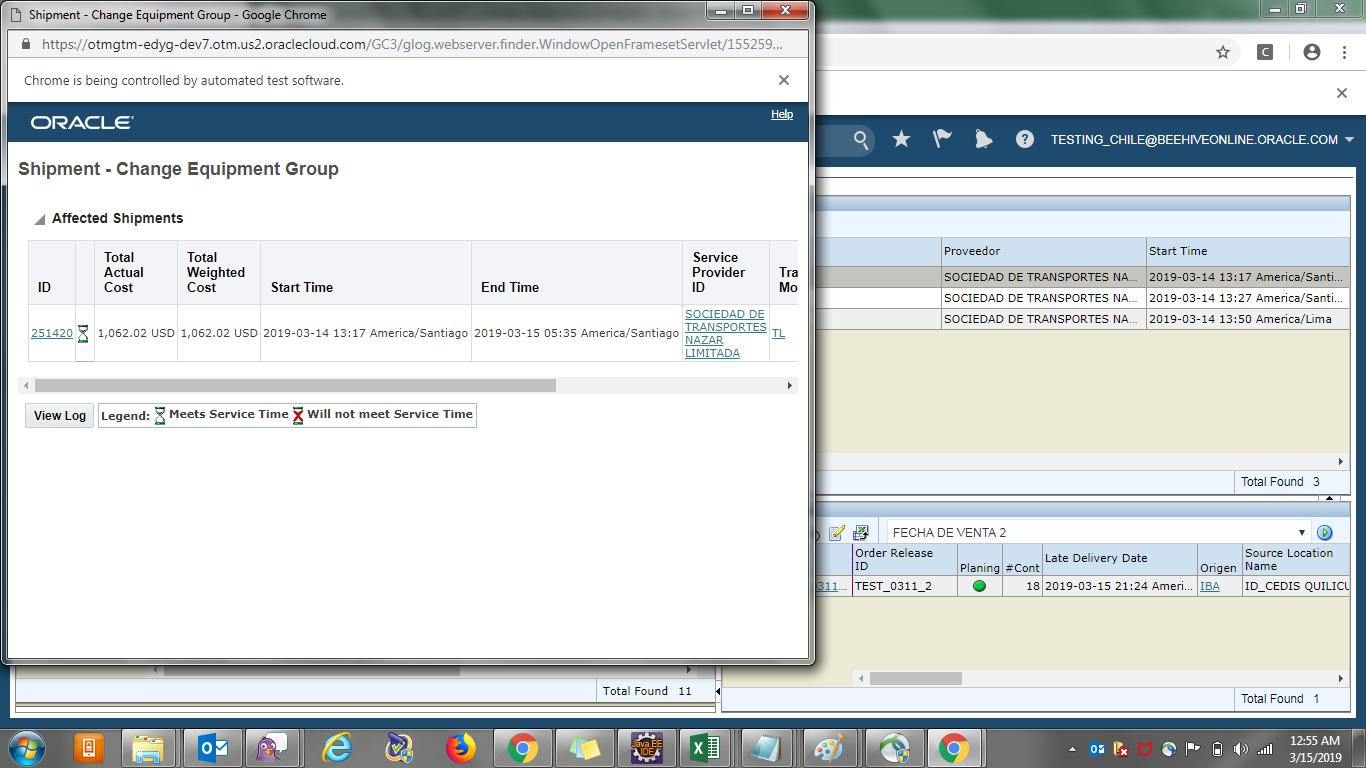 Shipment - Change Equipment Group - Google Chrome
https://otmgtm-edyg-dev7.otm.us2.oraclecloud.com/GC3/glog.webserver.finder.WindowOpenFramesetServlet/155259...
Chrome is being controlled by automated test software.
ORACLE
Help
Shipment - Change Equipment Group
Affected Shipments
ID
Total Actual Cost
Total Weighted Cost
Start Time
End Time
Service Provider ID
Tra
Mo
251420
1,062.02 USD
1,062.02 USD
2019-03-14 13:17 America/Santiago
2019-03-15 05:35 America/Santiago
SOCIEDAD DE
TRANSPORTES
NAZAR
LIMITADA
TL
View Log
Legend: Meets Service Time Will not meet Service Time
C
TESTING_CHILE@BEEHIVEONLINE.ORACLE.COM
Proveedor Start Time
SOCIEDAD DE TRANSPORTES NA... 2019-03-14 13:17 America/Santi...
SOCIEDAD DE TRANSPORTES NA... 2019-03-14 13:27 America/Santi...
SOCIEDAD DE TRANSPORTES NA... 2019-03-14 13:50 America/Lima
Total Found 3
FECHA DE VENTA 2
Order Release ID
Planing
#Cont
Late Delivery Date
Origen
Source Location Name
0311... TEST_0311_2 18 2019-03-15 21:24 Ameri... IBA ID_CEDIS QUILICU
Total Found 11
Total Found 1
Java EE
IDE
12:55 AM
3/15/2019